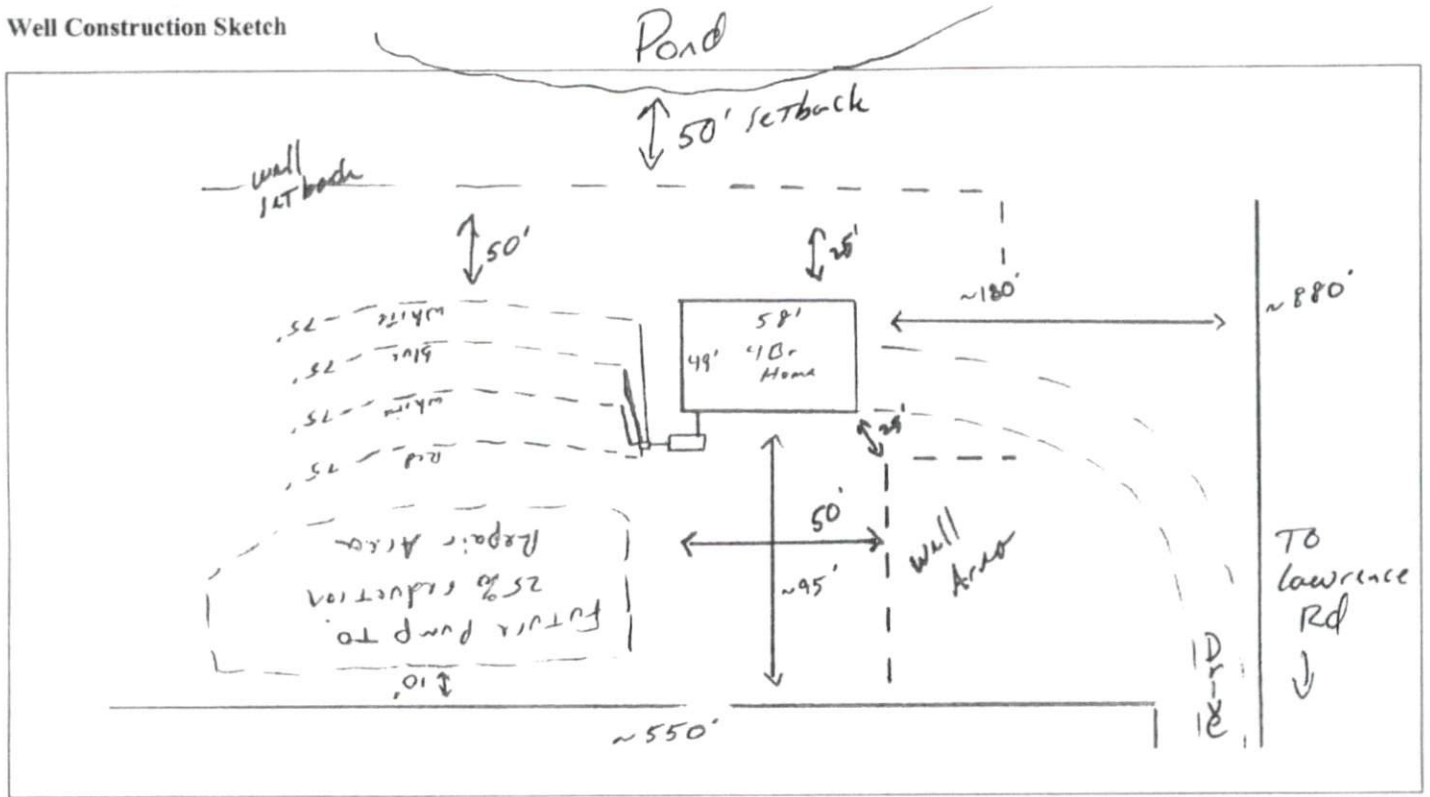 Well Construction Sketch
Pond
50' setback
well
setback
50'
25'
~180'
~880'
White - 75'
58'
Blue - 75'
49'
4 Br
Home
White - 75'
25'
Red - 75'
50'
Well
Area
~95'
Repair Area
25% reduction
Future Pump to
TO
Lawrence
Rd
Drive
10'
~550'